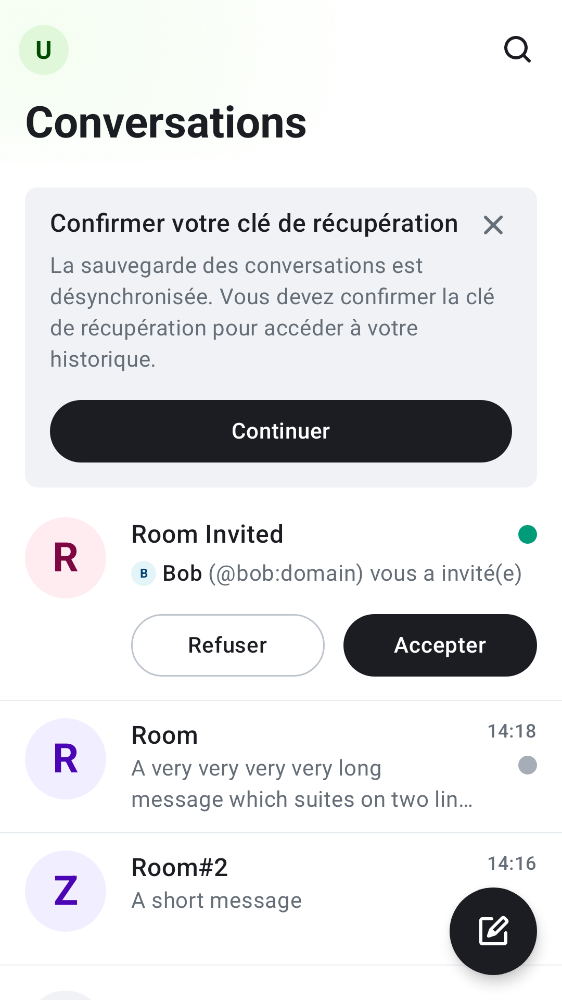 U
Conversations
Confirmer votre clé de récupération
La sauvegarde des conversations est
désynchronisée. Vous devez confirmer la clé
de récupération pour accéder à votre
historique.
Continuer
R
Room Invited
B Bob (@bob:domain) vous a invité(e)
Refuser
Accepter
R
Room
14:18
A very very very very long
message which suites on two lin…
Z
Room#2
14:16
A short message